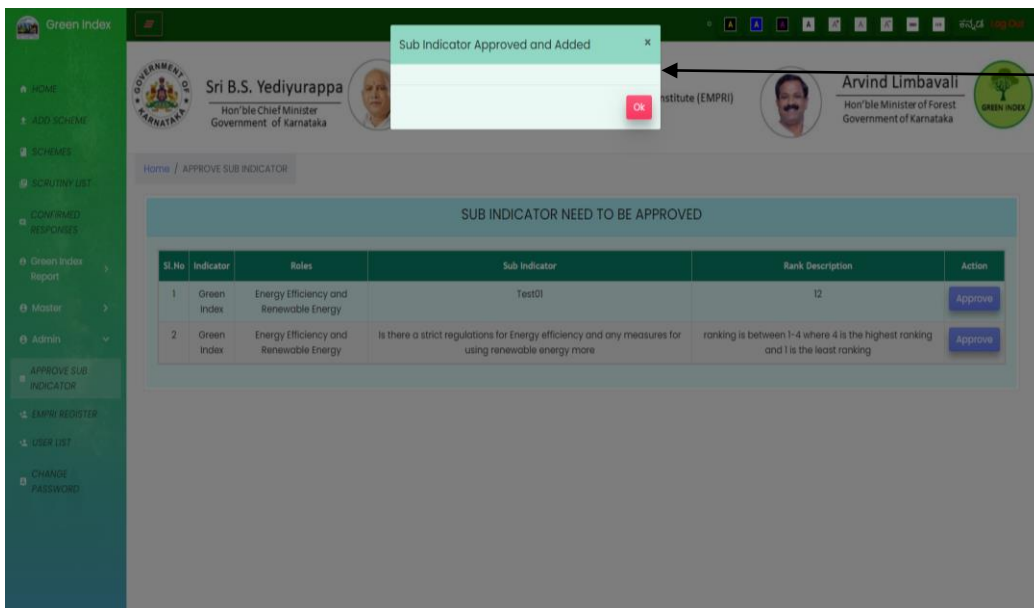 Green Index
A A A A A+ A A-
ಕನ್ನಡ Log Out
Sub Indicator Approved and Added x
Ok
GOVERNMENT OF KARNATAKA
Sri B.S. Yediyurappa
Hon'ble Chief Minister
Government of Karnataka
nstitute (EMPRI)
Arvind Limbavali
Hon'ble Minister of Forest
Government of Karnataka
GREEN INDEX
HOME
ADD SCHEME
SCHEMES
SCRUTINY LIST
CONFIRMED
RESPONSES
Green Index
Report
Master
Admin
APPROVE SUB
INDICATOR
EMPRI REGISTER
USER LIST
CHANGE
PASSWORD
Home / APPROVE SUB INDICATOR
SUB INDICATOR NEED TO BE APPROVED
Sl.No Indicator Roles Sub Indicator Rank Description Action
1 Green Index Energy Efficiency and Renewable Energy Test01 12 Approve
2 Green Index Energy Efficiency and Renewable Energy Is there a strict regulations for Energy efficiency and any measures for using renewable energy more ranking is between 1-4 where 4 is the highest ranking and 1 is the least ranking Approve